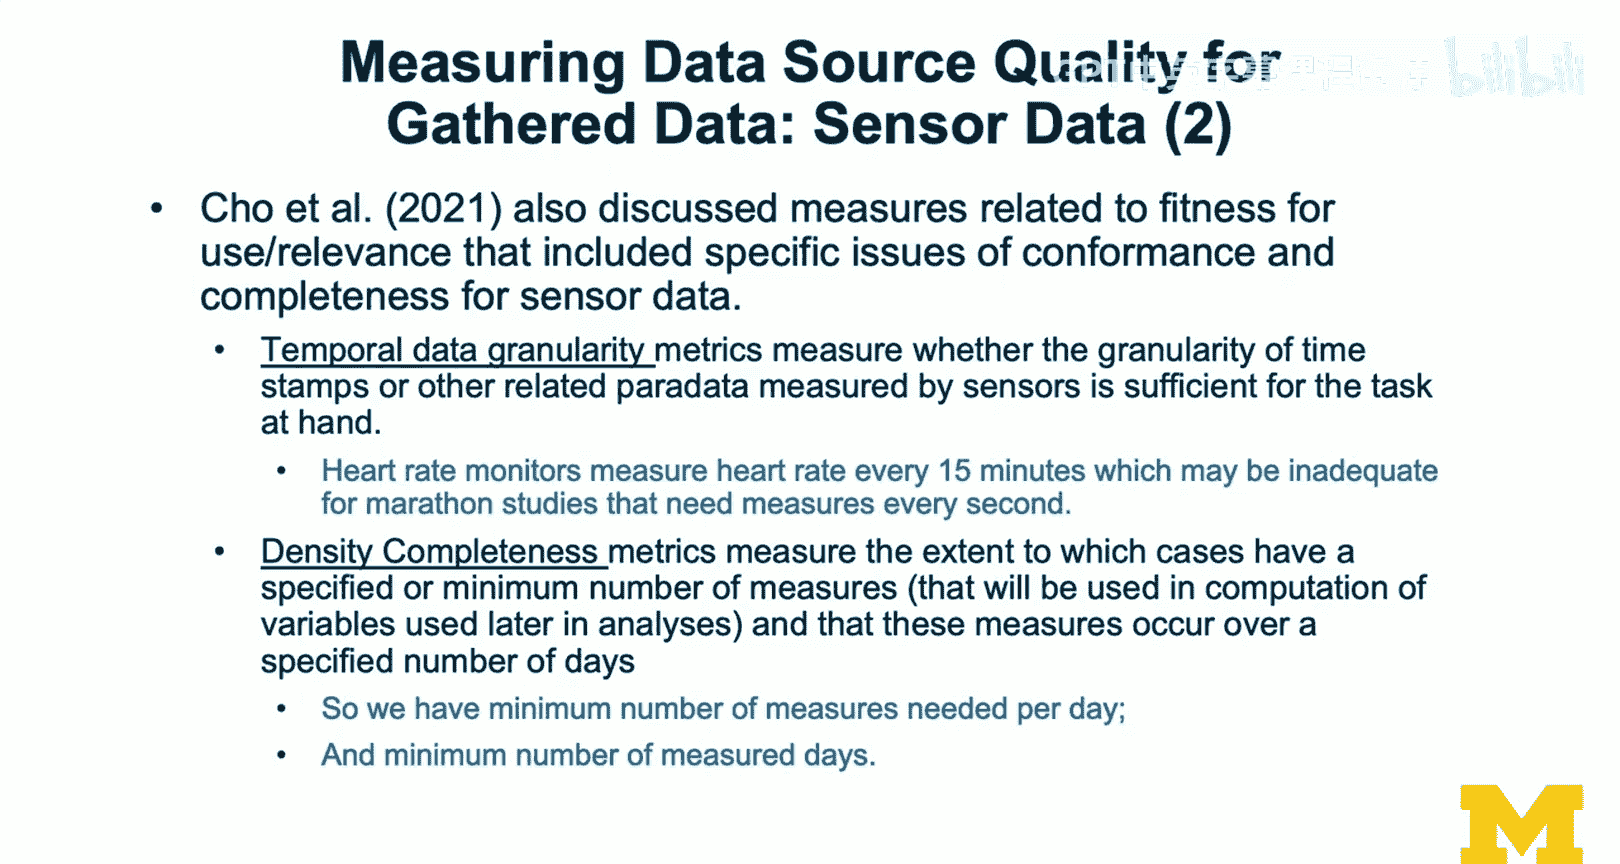 Measuring Data Source Quality for
Gathered Data: Sensor Data (2)
• Cho et al. (2021) also discussed measures related to fitness for
use/relevance that included specific issues of conformance and
completeness for sensor data.
• Temporal data granularity metrics measure whether the granularity of time
stamps or other related paradata measured by sensors is sufficient for the task
at hand.
• Heart rate monitors measure heart rate every 15 minutes which may be inadequate
for marathon studies that need measures every second.
• Density Completeness metrics measure the extent to which cases have a
specified or minimum number of measures (that will be used in computation of
variables used later in analyses) and that these measures occur over a
specified number of days
• So we have minimum number of measures needed per day;
• And minimum number of measured days.
bilibili
M